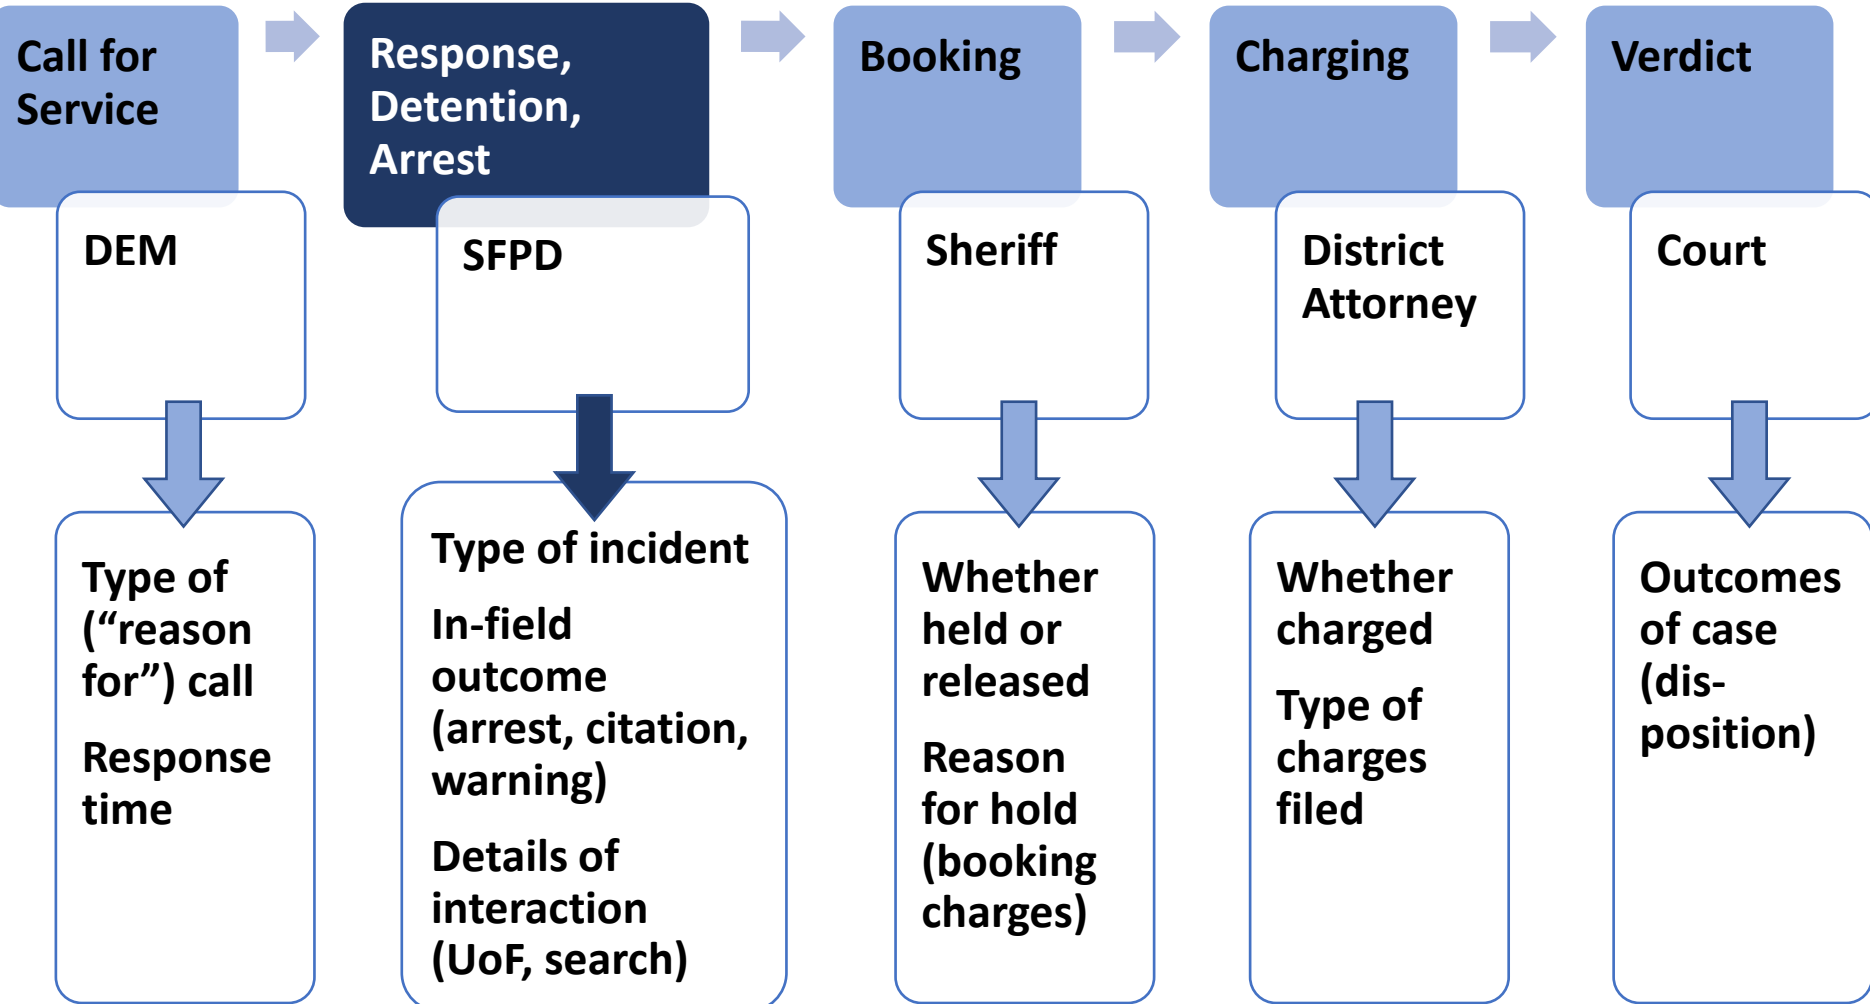 Call for
Service
Response,
Detention,
Arrest
Booking
Charging
Verdict
DEM
SFPD
Sheriff
District
Attorney
Court
Type of
(“reason
for”) call
Response
time
Type of incident
In-field
outcome
(arrest, citation,
warning)
Details of
interaction
(UoF, search)
Whether
held or
released
Reason
for hold
(booking
charges)
Whether
charged
Type of
charges
filed
Outcomes
of case
(dis-
position)